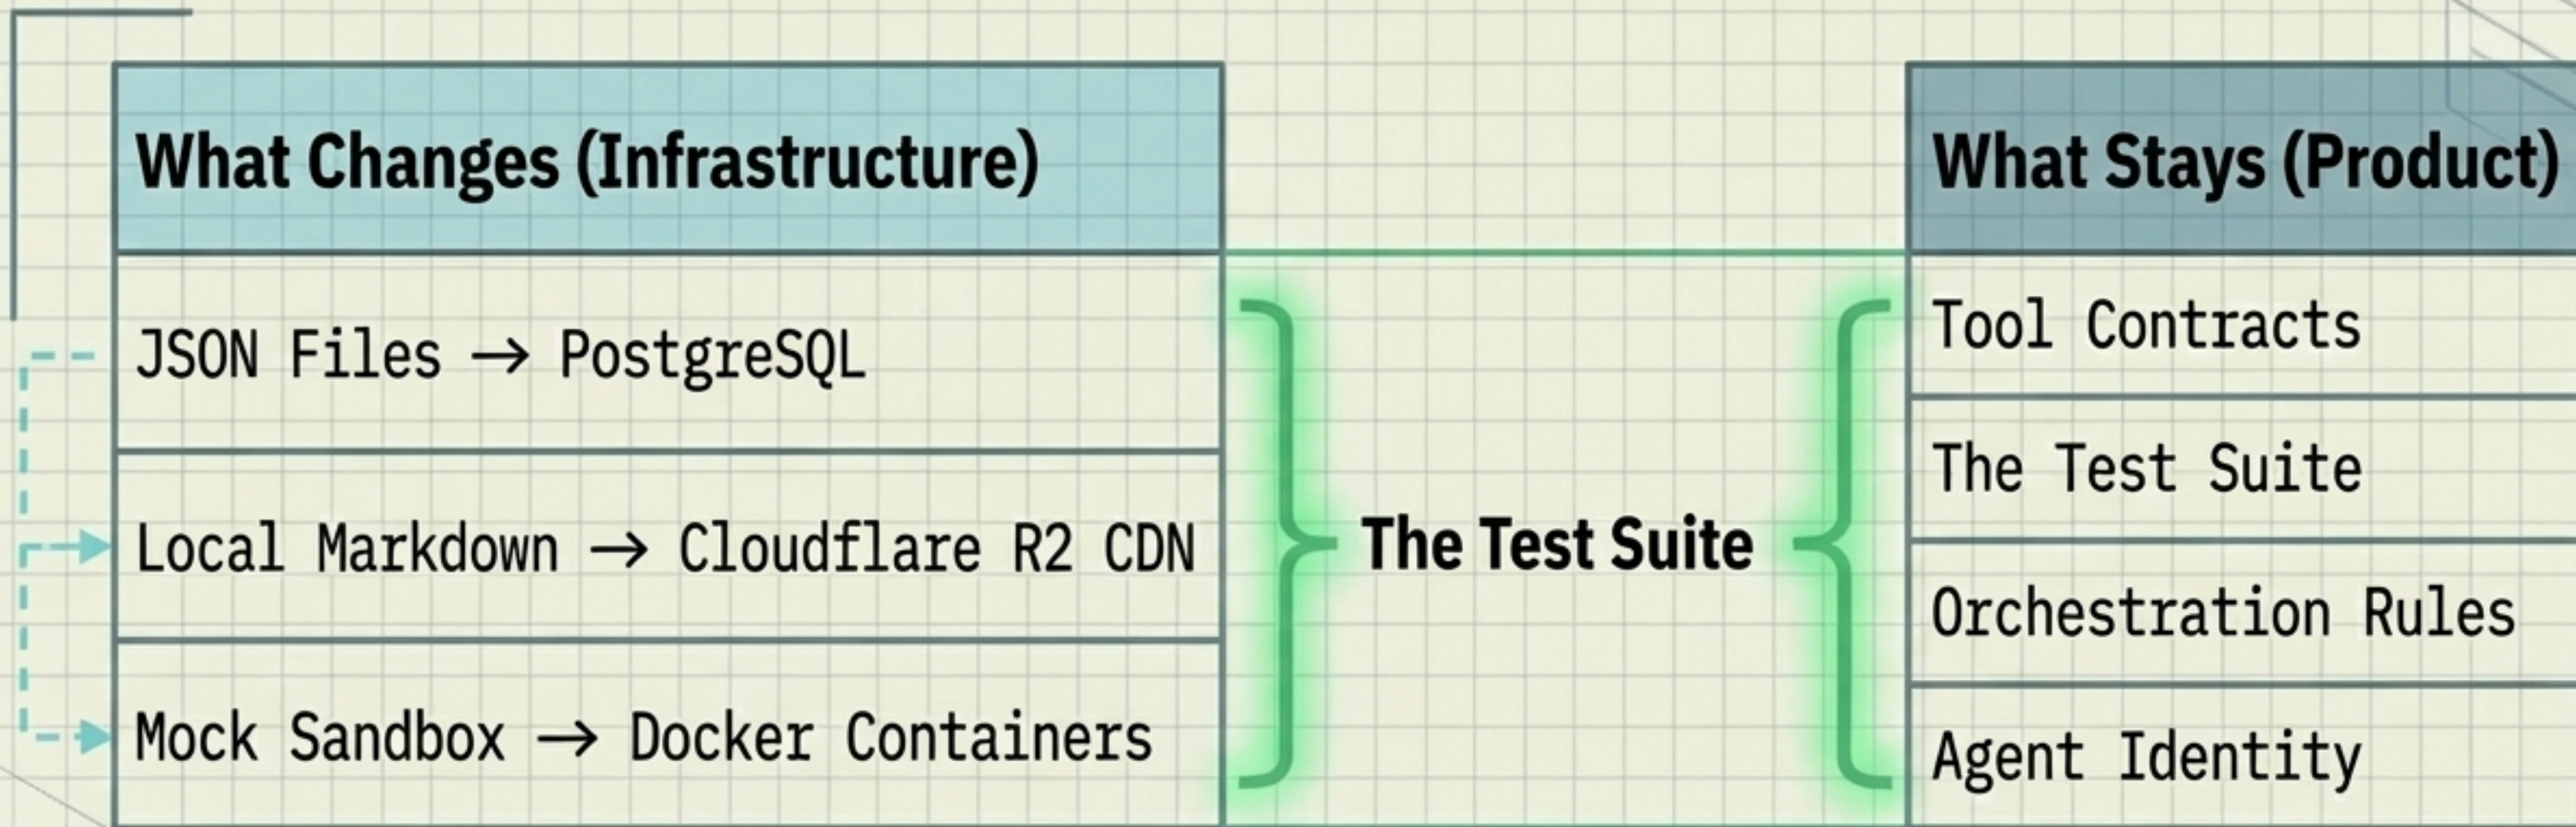 What Changes (Infrastructure)
JSON Files → PostgreSQL
Local Markdown → Cloudflare R2 CDN
Mock Sandbox → Docker Containers
The Test Suite
What Stays (Product)
Tool Contracts
The Test Suite
Orchestration Rules
Agent Identity